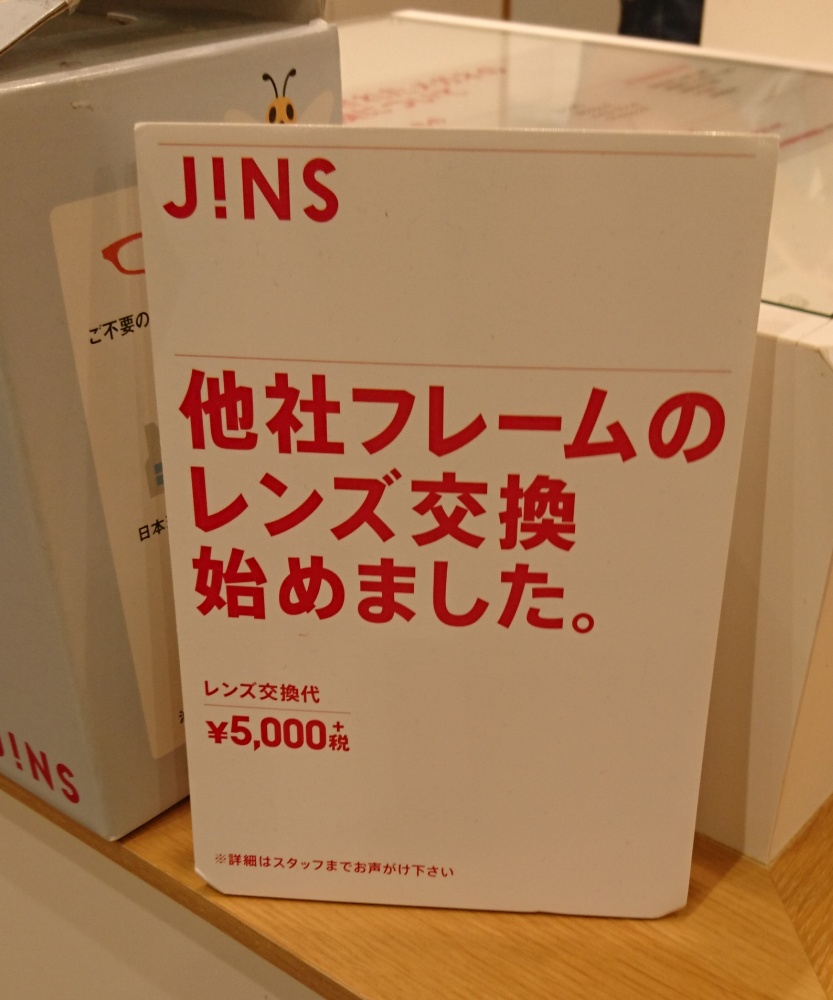 J!NS
他社フレームの
レンズ交換
始めました。
レンズ交換代
¥5,000+税
※詳細はスタッフまでお声がけ下さい
ご不要の
日本
J!NS